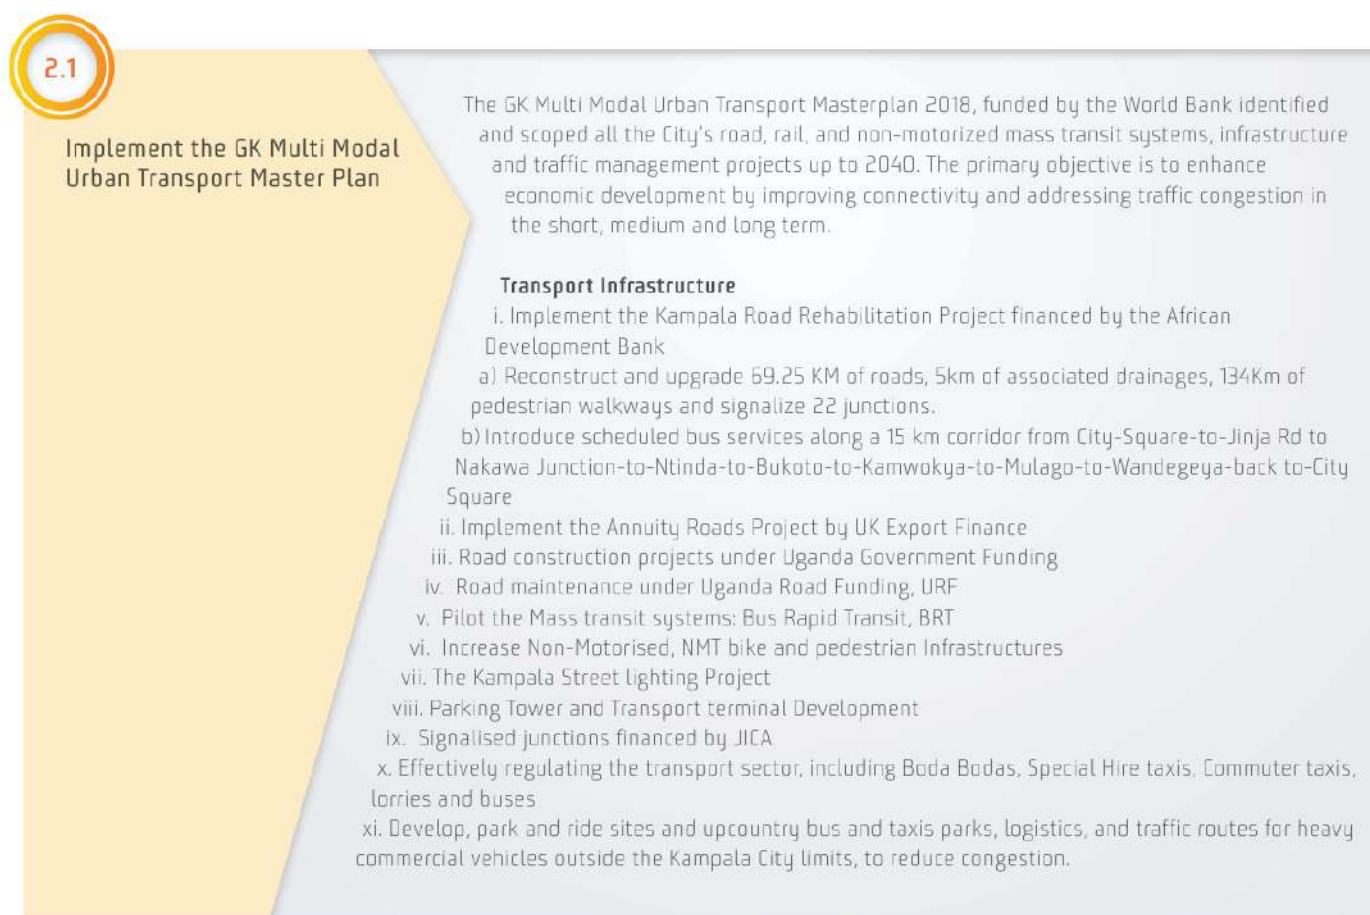 2.1
Implement the GK Multi Modal
Urban Transport Master Plan
The GK Multi Modal Urban Transport Masterplan 2018, funded by the World Bank identified
and scoped all the City's road, rail, and non-motorized mass transit systems, infrastructure
and traffic management projects up to 2040. The primary objective is to enhance
economic development by improving connectivity and addressing traffic congestion in
the short, medium and long term.
Transport Infrastructure
i. Implement the Kampala Road Rehabilitation Project financed by the African
Development Bank
a) Reconstruct and upgrade 69.25 KM of roads, 5km of associated drainages, 134Km of
pedestrian walkways and signalize 22 junctions.
b) Introduce scheduled bus services along a 15 km corridor from City-Square-to-Jinja Rd to
Nakawa Junction-to-Ntinda-to-Bukoto-to-Kamwokya-to-Mulago-to-Wandegeya-back to-City
Square
ii. Implement the Annuity Roads Project by UK Export Finance
iii. Road construction projects under Uganda Government Funding
iv. Road maintenance under Uganda Road Funding, URF
v. Pilot the Mass transit systems: Bus Rapid Transit, BRT
vi. Increase Non-Motorised, NMT bike and pedestrian Infrastructures
vii. The Kampala Street lighting Project
viii. Parking Tower and Transport terminal Development
ix. Signalised junctions financed by JICA
x. Effectively regulating the transport sector, including Boda Bodas, Special Hire taxis, Commuter taxis,
lorries and buses
xi. Develop, park and ride sites and upcountry bus and taxis parks, logistics, and traffic routes for heavy
commercial vehicles outside the Kampala City limits, to reduce congestion.